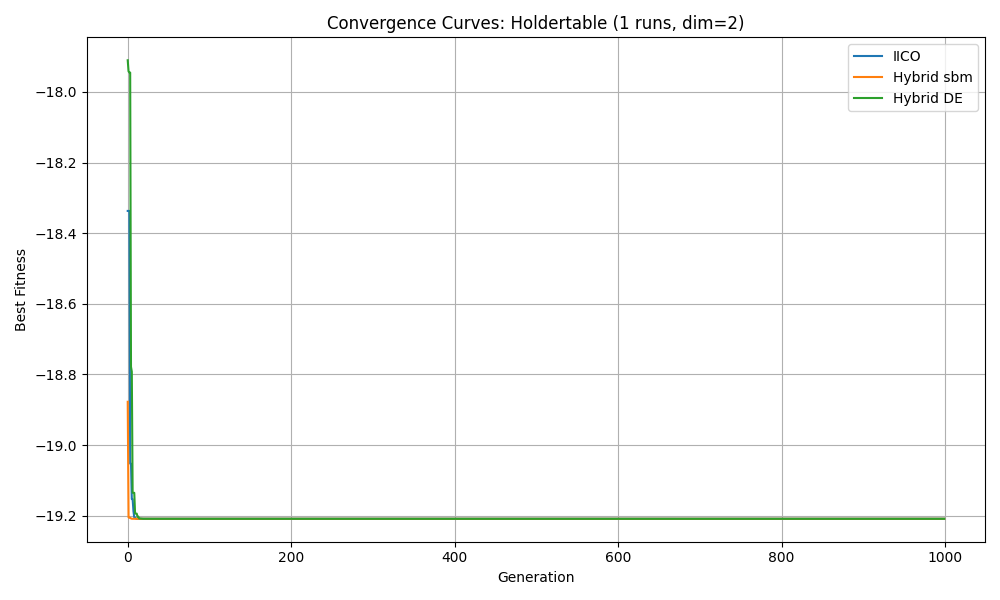 Convergence Curves: Holdertable (1 runs, dim=2)
IICO
Hybrid sbm
Hybrid DE
Best Fitness
−18.0
−18.2
−18.4
−18.6
−18.8
−19.0
−19.2
0
200
400
600
800
1000
Generation